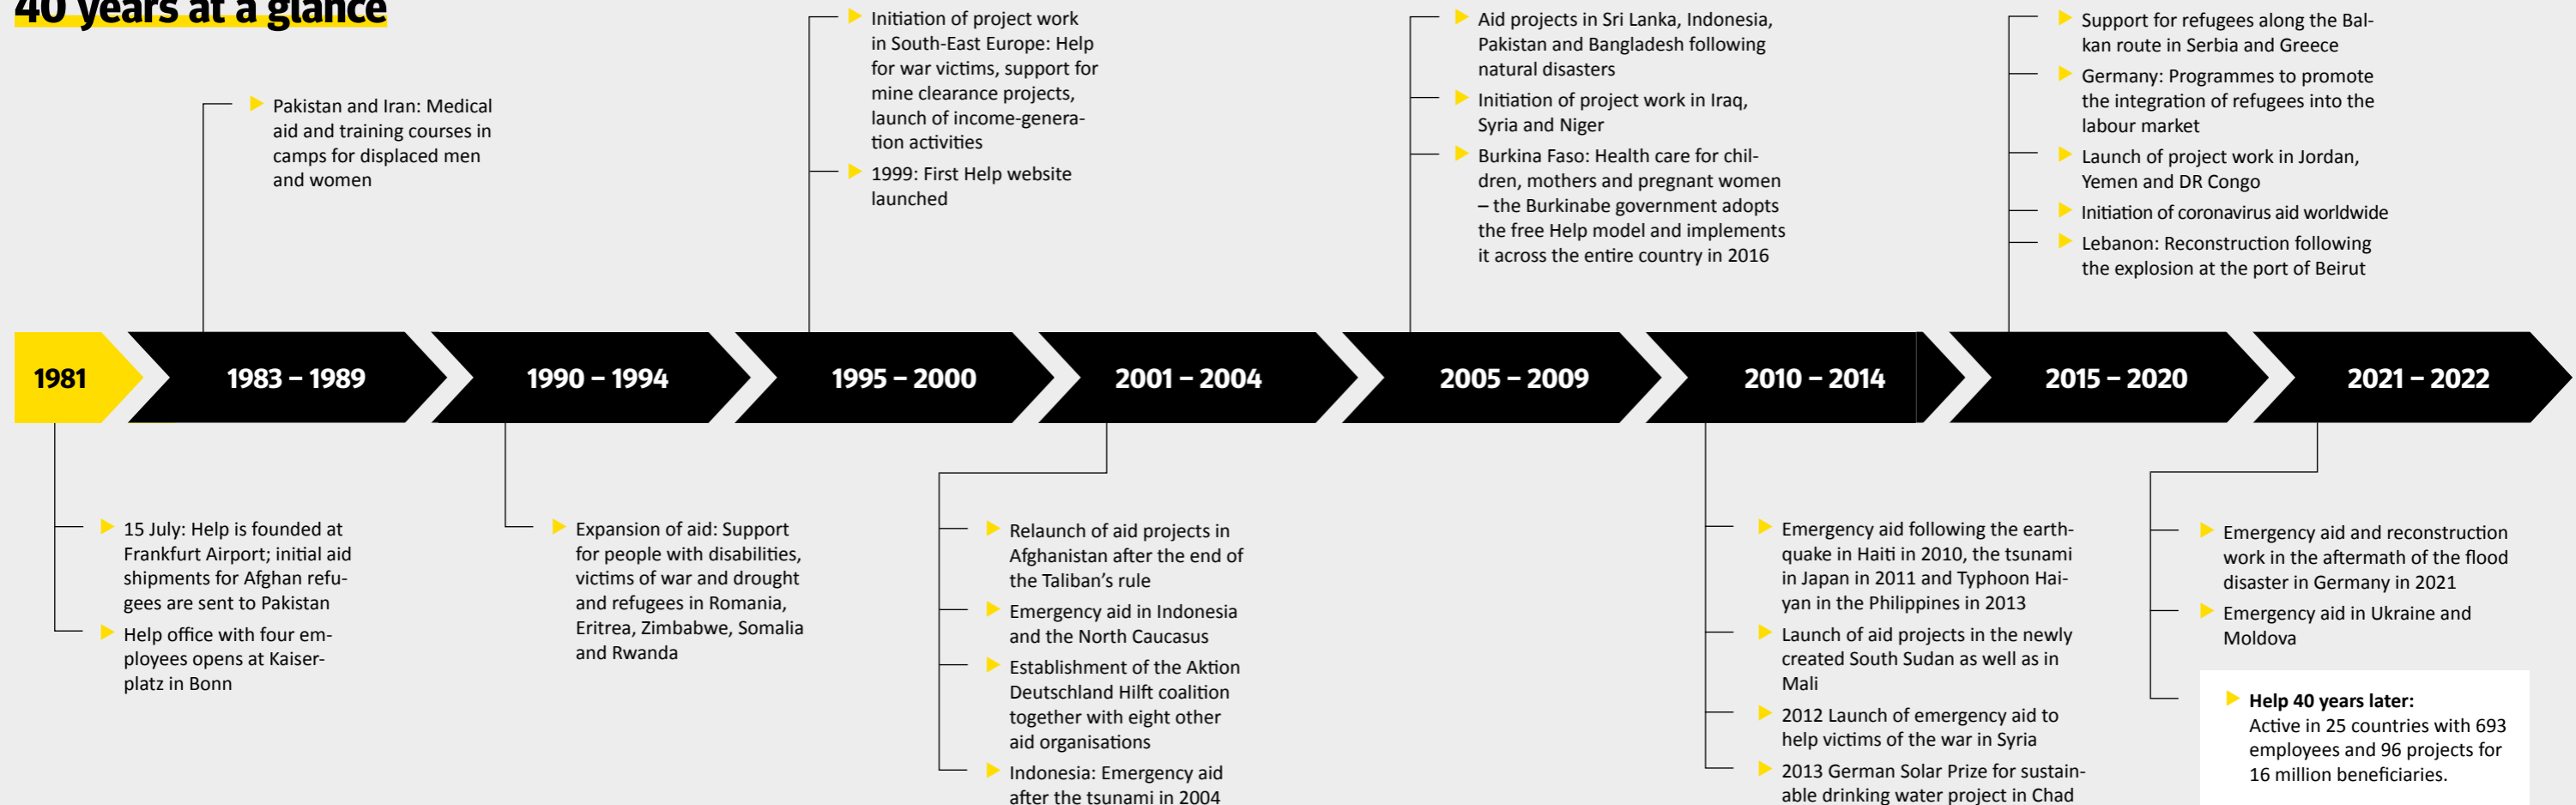 40 years at a glance
Pakistan and Iran: Medical
aid and training courses in
camps for displaced men
and women
Initiation of project work
in South-East Europe: Help
for war victims, support for
mine clearance projects,
launch of income-genera-
tion activities
1999: First Help website
launched
Aid projects in Sri Lanka, Indonesia,
Pakistan and Bangladesh following
natural disasters
Initiation of project work in Iraq,
Syria and Niger
Burkina Faso: Health care for chil-
dren, mothers and pregnant women
– the Burkinabe government adopts
the free Help model and implements
it across the entire country in 2016
Support for refugees along the Bal-
kan route in Serbia and Greece
Germany: Programmes to promote
the integration of refugees into the
labour market
Launch of project work in Jordan,
Yemen and DR Congo
Initiation of coronavirus aid worldwide
Lebanon: Reconstruction following
the explosion at the port of Beirut
1981
1983 – 1989
1990 – 1994
1995 – 2000
2001 – 2004
2005 – 2009
2010 – 2014
2015 – 2020
2021 – 2022
15 July: Help is founded at
Frankfurt Airport; initial aid
shipments for Afghan refu-
gees are sent to Pakistan
Help office with four em-
ployees opens at Kaiser-
platz in Bonn
Expansion of aid: Support
for people with disabilities,
victims of war and drought
and refugees in Romania,
Eritrea, Zimbabwe, Somalia
and Rwanda
Relaunch of aid projects in
Afghanistan after the end of
the Taliban's rule
Emergency aid in Indonesia
and the North Caucasus
Establishment of the Aktion
Deutschland Hilft coalition
together with eight other
aid organisations
Indonesia: Emergency aid
after the tsunami in 2004
Emergency aid following the earth-
quake in Haiti in 2010, the tsunami
in Japan in 2011 and Typhoon Hai-
yan in the Philippines in 2013
Launch of aid projects in the newly
created South Sudan as well as in
Mali
2012 Launch of emergency aid to
help victims of the war in Syria
2013 German Solar Prize for sustain-
able drinking water project in Chad
Emergency aid and reconstruction
work in the aftermath of the flood
disaster in Germany in 2021
Emergency aid in Ukraine and
Moldova
Help 40 years later:
Active in 25 countries with 693
employees and 96 projects for
16 million beneficiaries.